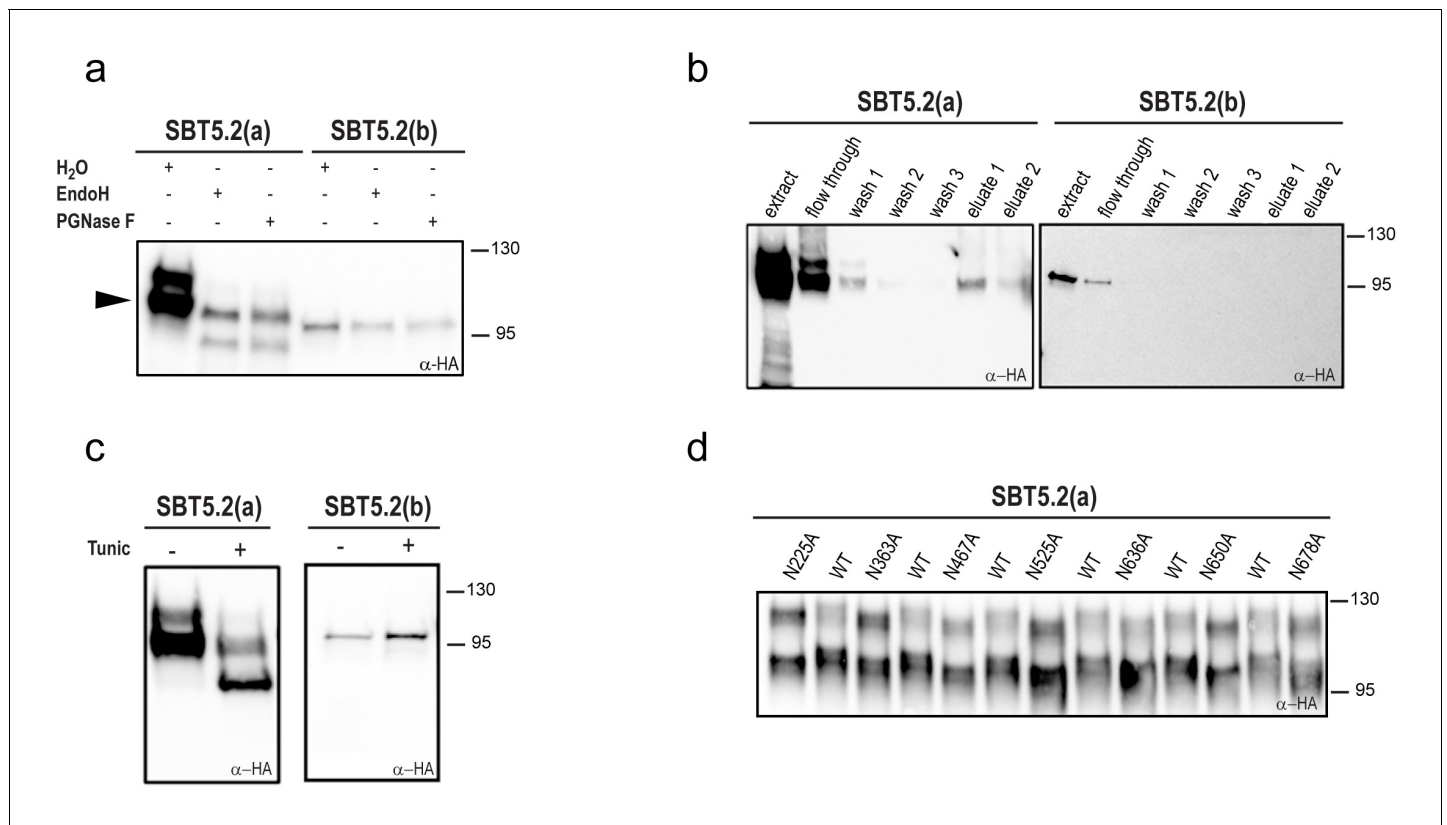 a
SBT5.2(a) SBT5.2(b)
H2O + - - + - -
EndoH - + - - + -
PGNase F - - + - - +
130
95
α-HA
b
SBT5.2(a) SBT5.2(b)
extract flow through wash 1 wash 2 wash 3 eluate 1 eluate 2 extract flow through wash 1 wash 2 wash 3 eluate 1 eluate 2
130
95
α–HA α–HA
c
SBT5.2(a) SBT5.2(b)
Tunic - + - +
130
95
α–HA α–HA
d
SBT5.2(a)
N225A WT N363A WT N467A WT N525A WT N636A WT N650A WT N678A
130
95
α–HA